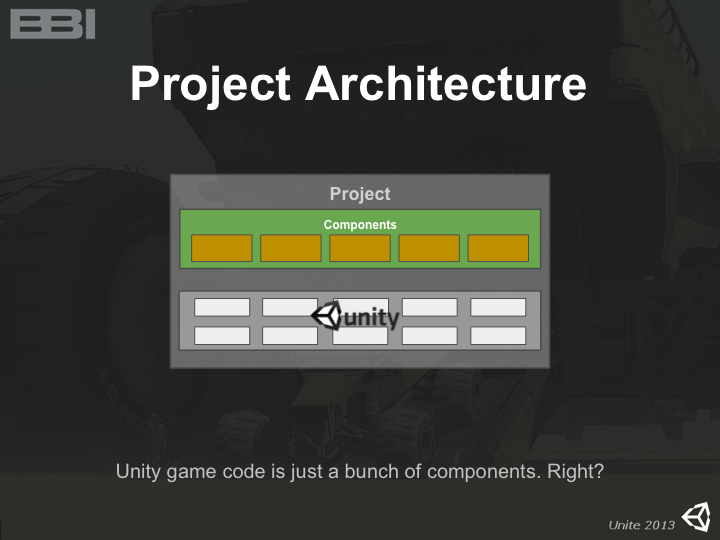 BBI
Project Architecture
Project
Components
unity
Unity game code is just a bunch of components. Right?
Unite 2013